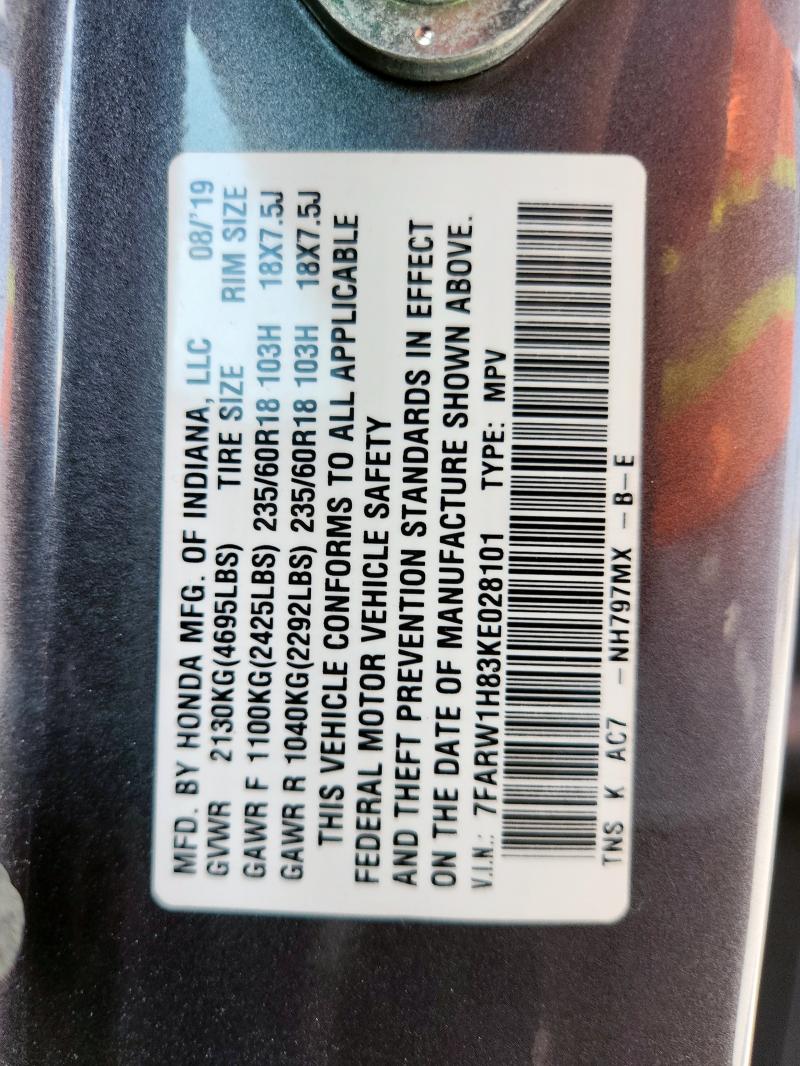 MFD. BY HONDA MFG. OF INDIANA, LLC 08/'19
GVWR 2130KG(4695LBS) TIRE SIZE RIM SIZE
GAWR F 1100KG(2425LBS) 235/60R18 103H 18X7.5J
GAWR R 1040KG(2292LBS) 235/60R18 103H 18X7.5J
THIS VEHICLE CONFORMS TO ALL APPLICABLE
FEDERAL MOTOR VEHICLE SAFETY
AND THEFT PREVENTION STANDARDS IN EFFECT
ON THE DATE OF MANUFACTURE SHOWN ABOVE.
V.I.N.: 7FARW1H83KE028101 TYPE: MPV
TNS K AC7 –NH797MX –B–E